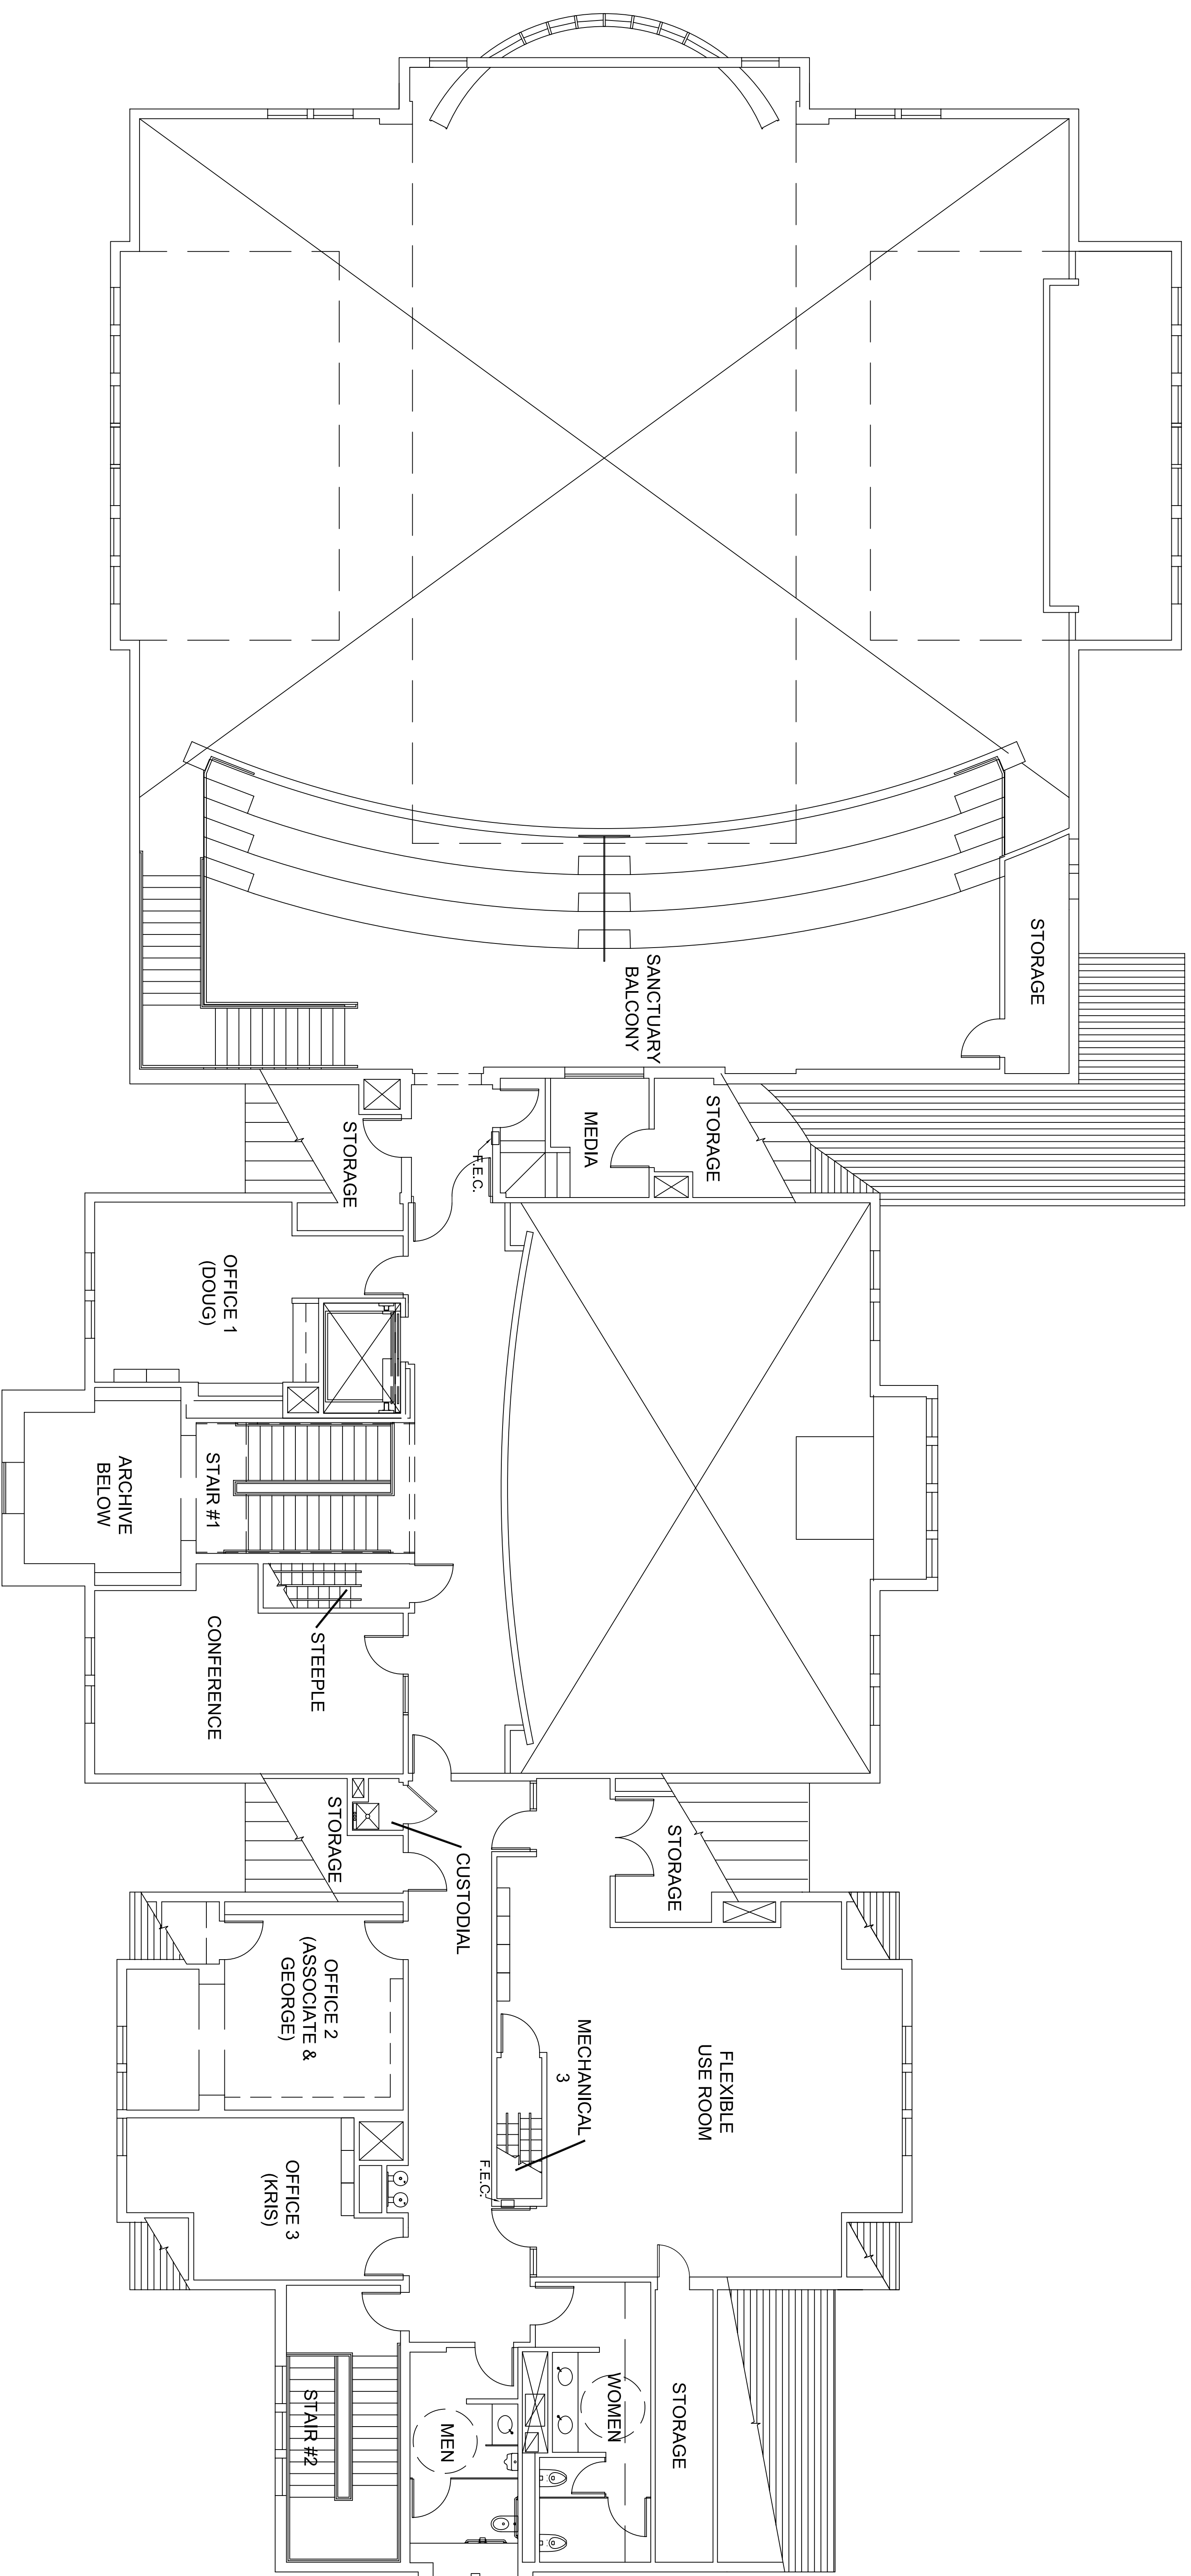 STORAGE
SANCTUARY
BALCONY
STORAGE
MEDIA
F.E.C.
STORAGE
OFFICE 1
(DOUG)
STAIR #1
ARCHIVE
BELOW
STEEPLE
CONFERENCE
STORAGE
STORAGE
CUSTODIAL
OFFICE 2
(ASSOCIATE &
GEORGE)
FLEXIBLE
USE ROOM
MECHANICAL
3
F.E.C.
OFFICE 3
(KRIS)
STORAGE
WOMEN
MEN
STAIR #2